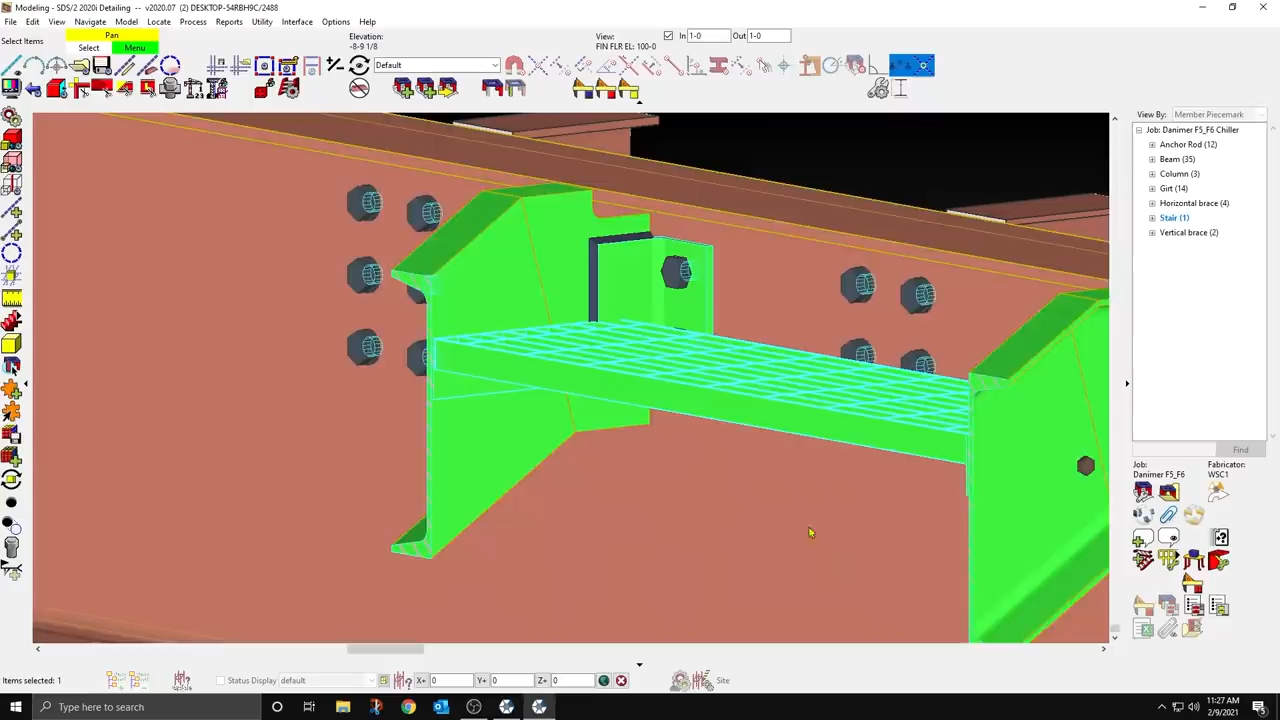 Modeling - SDS/2 2020i Detailing -- v2020.07 (2) DESKTOP-54RBH9C/2488
File Edit View Navigate Model Locate Process Reports Utility Interface Options Help
Select Items
Pan
Select Menu
Elevation:
-8-9 1/8
View:
FIN FLR EL: 100-0
In 1-0 Out 1-0
Default
View By: Member Piecemark
Job: Danimer F5_F6 Chiller
Anchor Rod (12)
Beam (35)
Column (3)
Girt (14)
Horizontal brace (4)
Stair (1)
Vertical brace (2)
Find
Job: Fabricator:
Danimer F5_F6 WSC1
Items selected: 1
Status Display default
X+ 0 Y+ 0 Z+ 0
Site
Type here to search
11:27 AM
2/9/2021
5